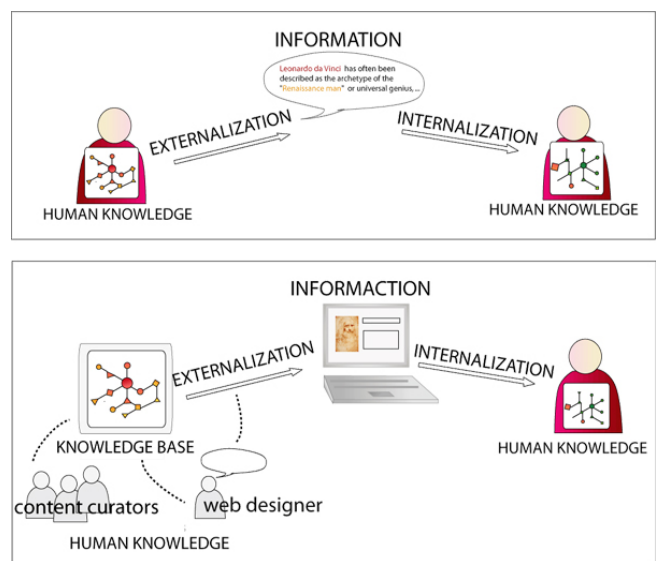 INFORMATION
Leonardo da Vinci has often been
described as the archetype of the
"Renaissance man" or universal genius, ...
EXTERNALIZATION
INTERNALIZATION
HUMAN KNOWLEDGE
HUMAN KNOWLEDGE
INFORMACTION
EXTERNALIZATION
INTERNALIZATION
KNOWLEDGE BASE
HUMAN KNOWLEDGE
content curators
web designer
HUMAN KNOWLEDGE